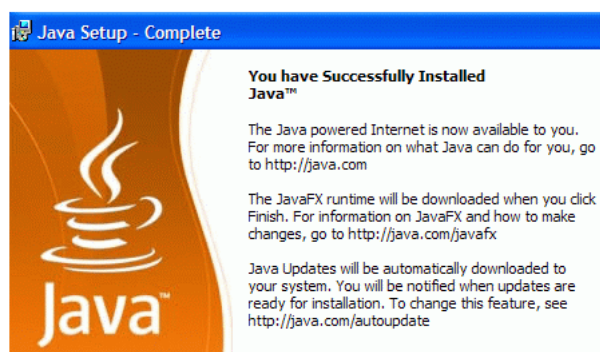 Java Setup - Complete
You have Successfully Installed
Java™
The Java powered Internet is now available to you.
For more information on what Java can do for you, go
to http://java.com
The JavaFX runtime will be downloaded when you click
Finish. For information on JavaFX and how to make
changes, go to http://java.com/javafx
Java Updates will be automatically downloaded to
your system. You will be notified when updates are
ready for installation. To change this feature, see
http://java.com/autoupdate
Java™